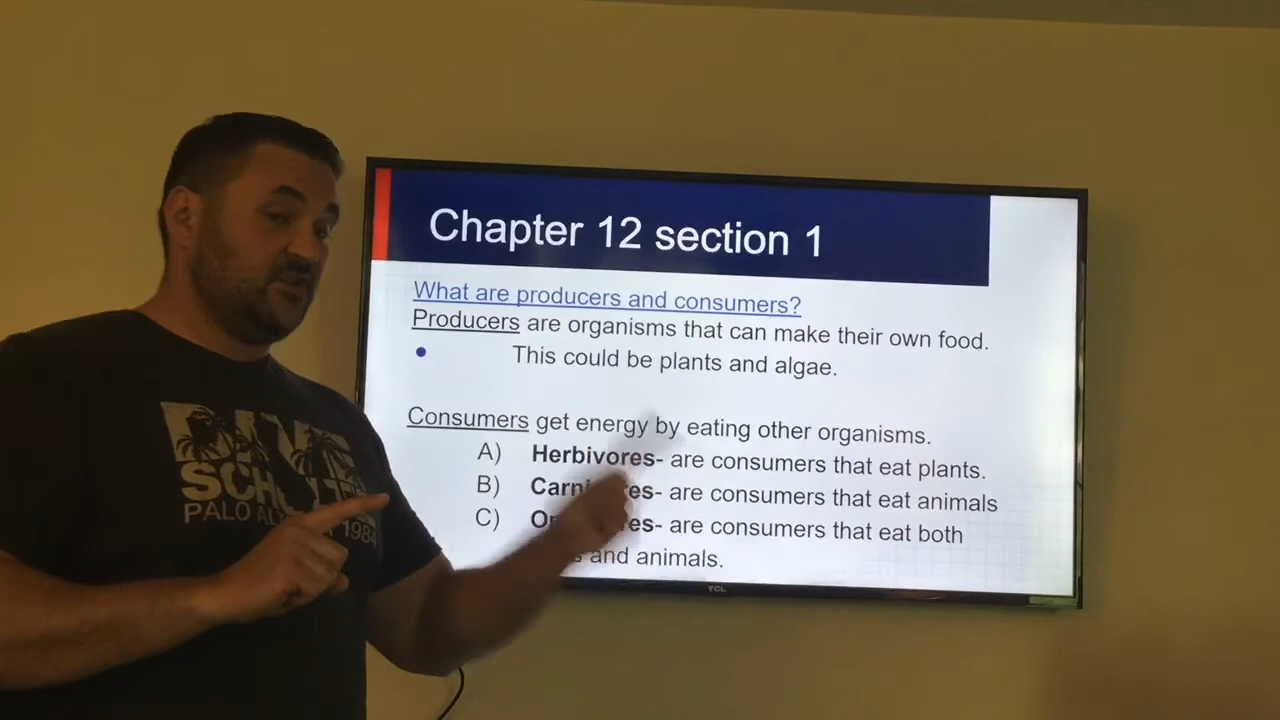 Chapter 12 section 1
What are producers and consumers?
Producers are organisms that can make their own food.
This could be plants and algae.
Consumers get energy by eating other organisms.
A) Herbivores- are consumers that eat plants.
B) - are consumers that eat animals
C) - are consumers that eat both
and animals.
TCL
PALO 1984